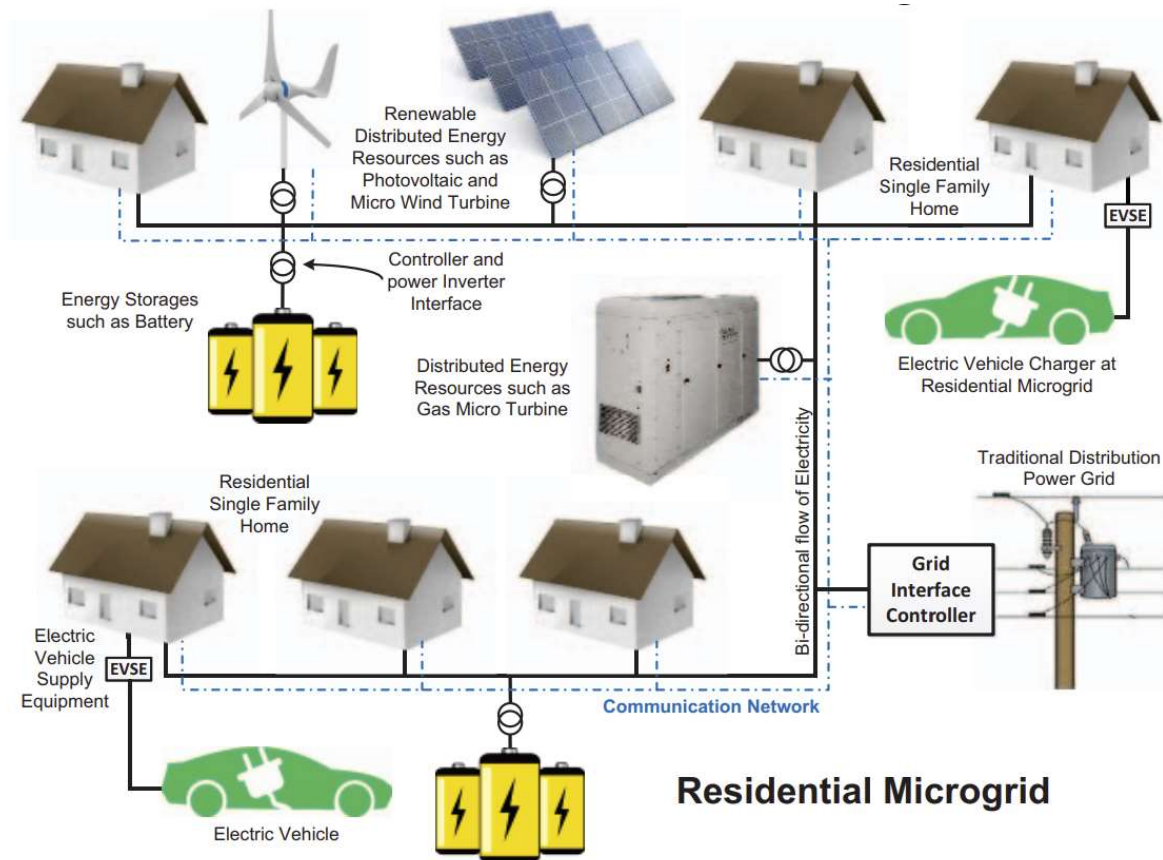 Renewable
Distributed Energy
Resources such as
Photovoltaic and
Micro Wind Turbine
Residential
Single Family
Home
EVSE
Controller and
power Inverter
Interface
Energy Storages
such as Battery
Distributed Energy
Resources such as
Gas Micro Turbine
Electric Vehicle Charger at
Residential Microgrid
Bi-directional flow of Electricity
Traditional Distribution
Power Grid
Grid
Interface
Controller
Residential
Single Family
Home
Electric
Vehicle
Supply
Equipment
EVSE
Communication Network
Electric Vehicle
Residential Microgrid